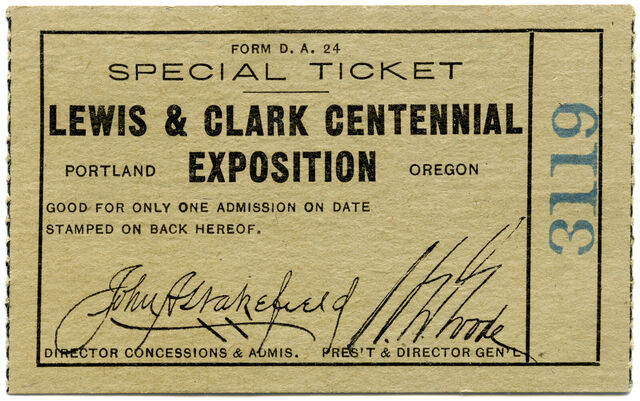 FORM D. A. 24
SPECIAL TICKET
LEWIS & CLARK CENTENNIAL
PORTLAND EXPOSITION OREGON
GOOD FOR ONLY ONE ADMISSION ON DATE
STAMPED ON BACK HEREOF.
John A Wakefield
DIRECTOR CONCESSIONS & ADMIS. PRES'T & DIRECTOR GEN'L
3119